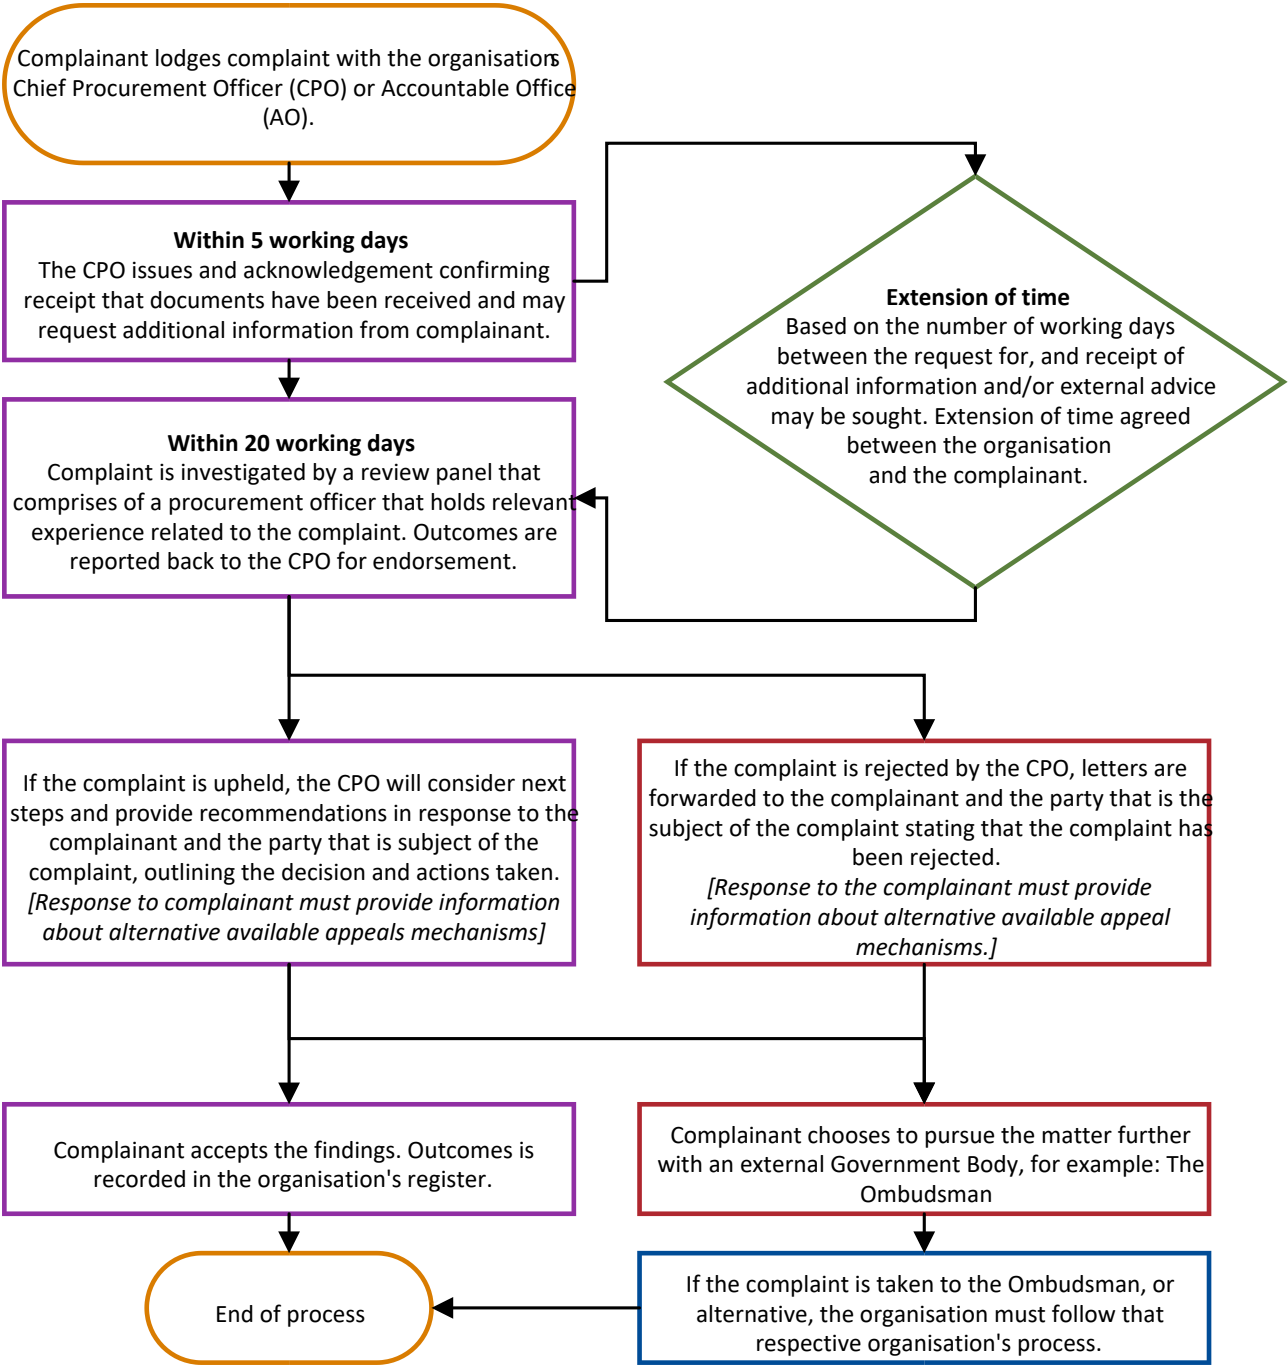 Complainant lodges complaint with the organisations
Chief Procurement Officer (CPO) or Accountable Office
(AO).
Within 5 working days
The CPO issues and acknowledgement confirming
receipt that documents have been received and may
request additional information from complainant.
Extension of time
Based on the number of working days
between the request for, and receipt of
additional information and/or external advice
may be sought. Extension of time agreed
between the organisation
and the complainant.
Within 20 working days
Complaint is investigated by a review panel that
comprises of a procurement officer that holds relevant
experience related to the complaint. Outcomes are
reported back to the CPO for endorsement.
If the complaint is upheld, the CPO will consider next
steps and provide recommendations in response to the
complainant and the party that is subject of the
complaint, outlining the decision and actions taken.
[Response to complainant must provide information
about alternative available appeals mechanisms]
If the complaint is rejected by the CPO, letters are
forwarded to the complainant and the party that is the
subject of the complaint stating that the complaint has
been rejected.
[Response to the complainant must provide
information about alternative available appeal
mechanisms.]
Complainant accepts the findings. Outcomes is
recorded in the organisation's register.
Complainant chooses to pursue the matter further
with an external Government Body, for example: The
Ombudsman
End of process
If the complaint is taken to the Ombudsman, or
alternative, the organisation must follow that
respective organisation's process.